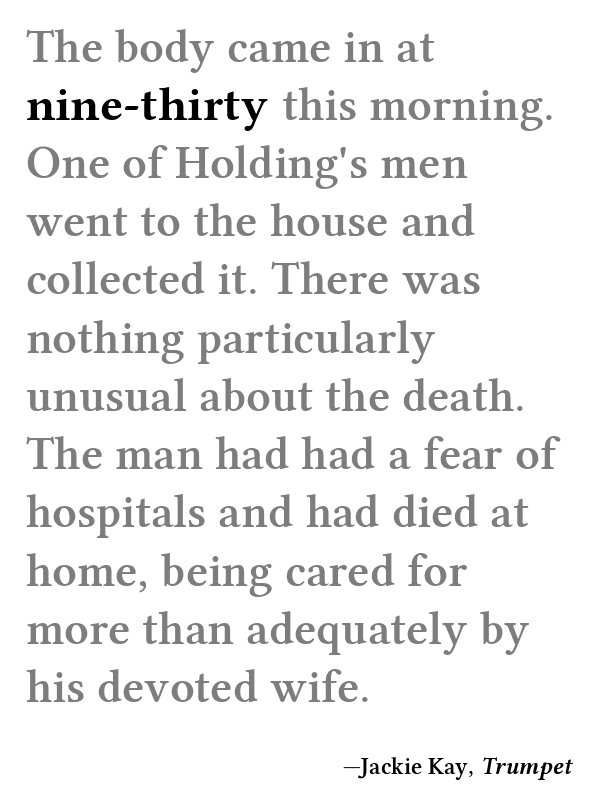 The body came in at
nine-thirty this morning.
One of Holding's men
went to the house and
collected it. There was
nothing particularly
unusual about the death.
The man had had a fear of
hospitals and had died at
home, being cared for
more than adequately by
his devoted wife.
—Jackie Kay, Trumpet